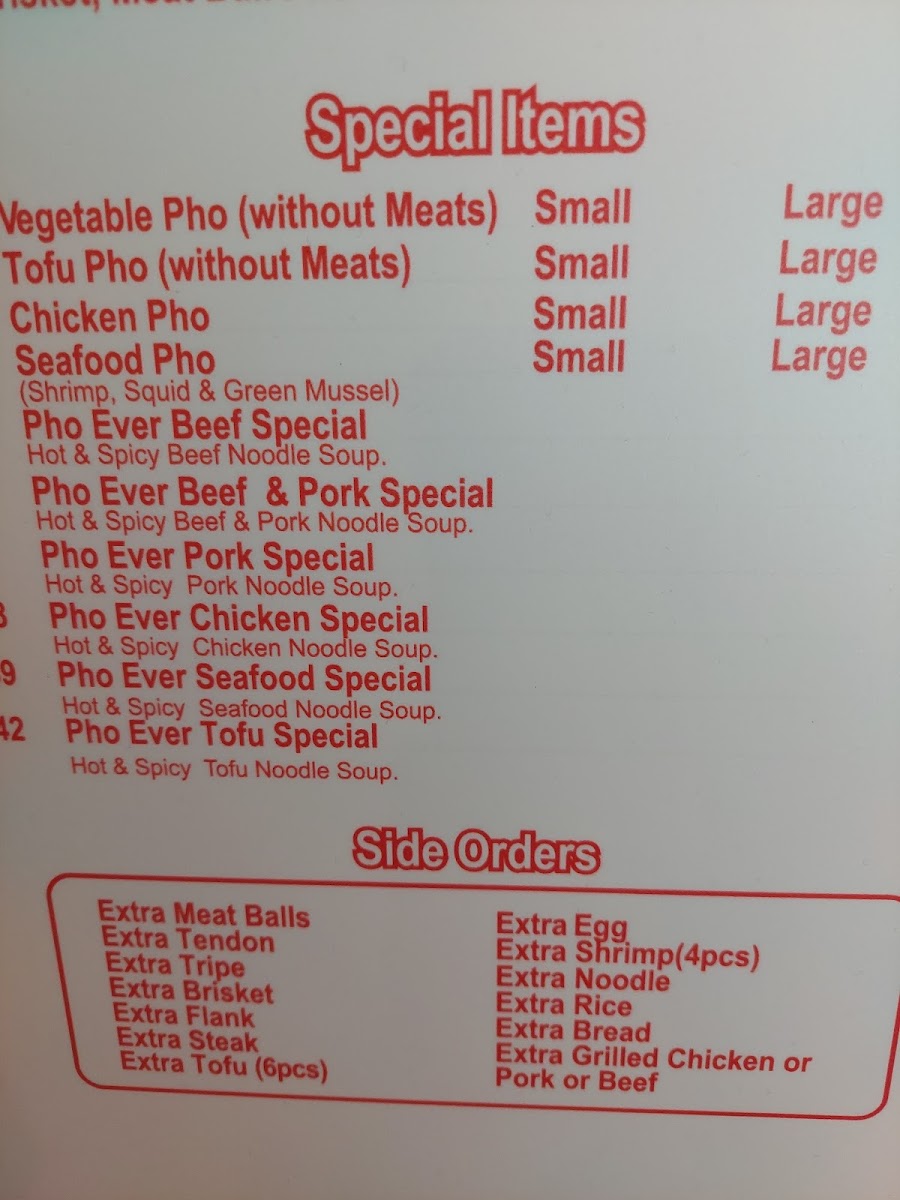 Special Items
Vegetable Pho (without Meats) Small Large
Tofu Pho (without Meats) Small Large
Chicken Pho Small Large
Seafood Pho Small Large
(Shrimp, Squid & Green Mussel)
Pho Ever Beef Special
Hot & Spicy Beef Noodle Soup.
Pho Ever Beef & Pork Special
Hot & Spicy Beef & Pork Noodle Soup.
Pho Ever Pork Special
Hot & Spicy Pork Noodle Soup.
Pho Ever Chicken Special
Hot & Spicy Chicken Noodle Soup.
9 Pho Ever Seafood Special
Hot & Spicy Seafood Noodle Soup.
42 Pho Ever Tofu Special
Hot & Spicy Tofu Noodle Soup.
Side Orders
Extra Meat Balls
Extra Tendon
Extra Tripe
Extra Brisket
Extra Flank
Extra Steak
Extra Tofu (6pcs)
Extra Egg
Extra Shrimp(4pcs)
Extra Noodle
Extra Rice
Extra Bread
Extra Grilled Chicken or
Pork or Beef